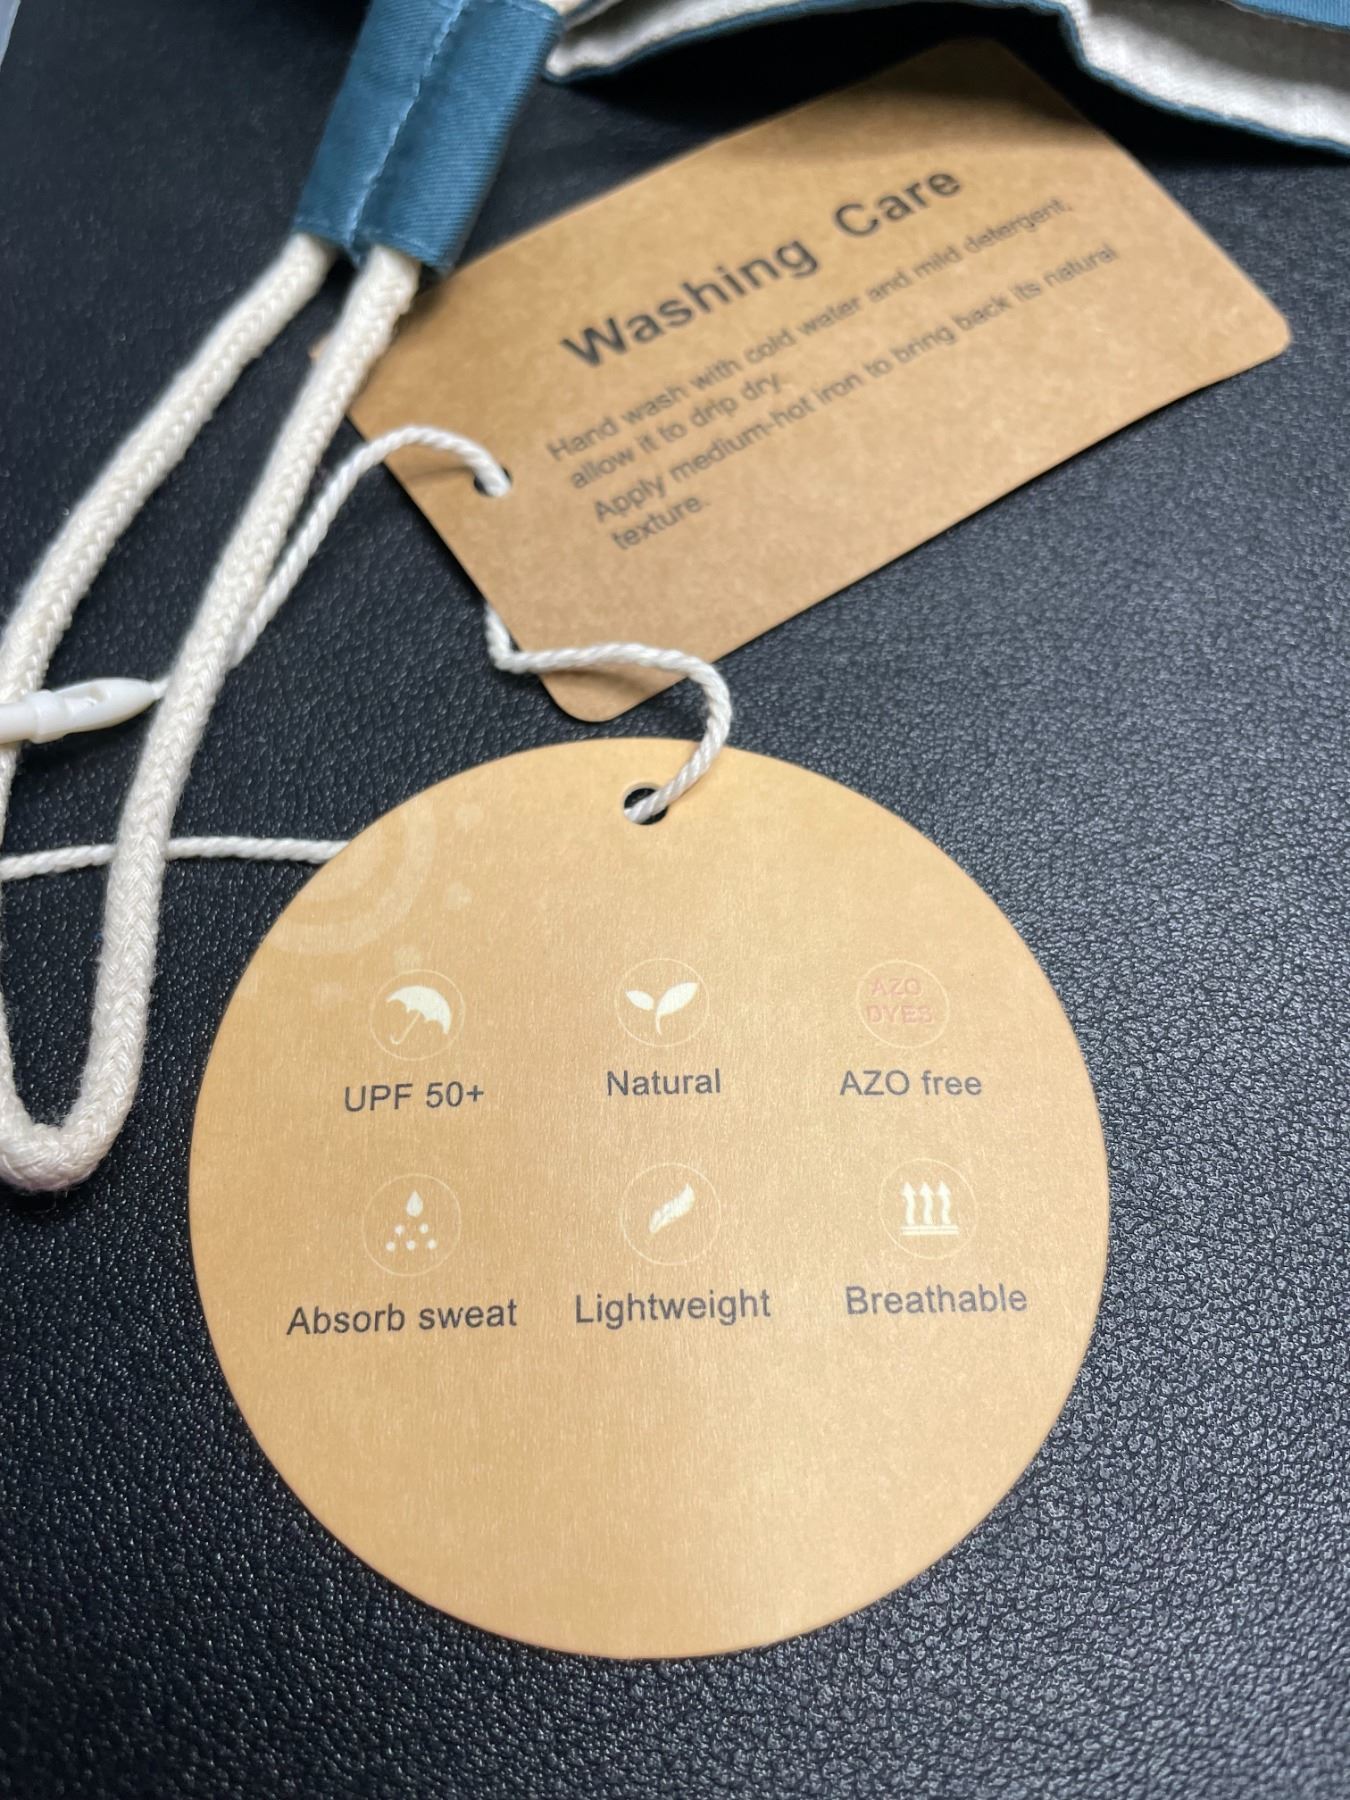 Washing Care
Hand wash with cold water and mild detergent,
allow it to drip dry.
Apply medium-hot iron to bring back its natural
texture.
AZO
DYES
UPF 50+
Natural
AZO free
Absorb sweat
Lightweight
Breathable